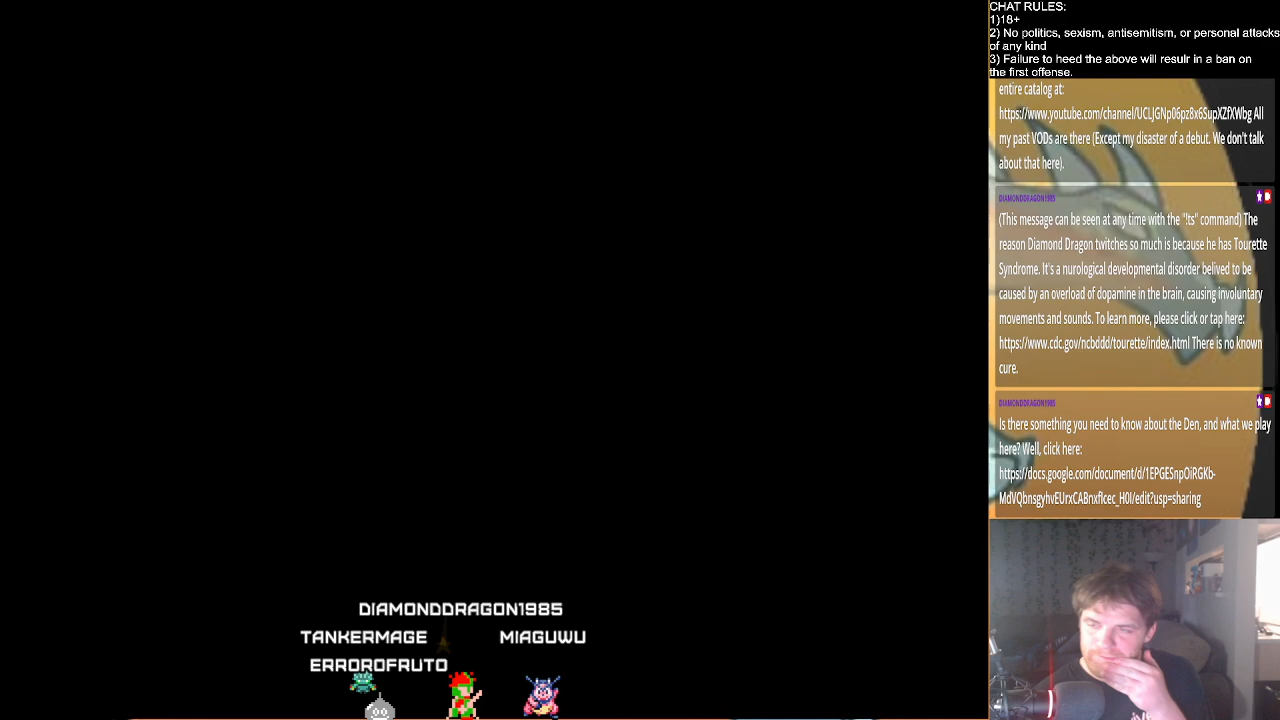 CHAT RULES:
1)18+
2) No politics, sexism, antisemitism, or personal attacks
of any kind
3) Failure to heed the above will resulr in a ban on
the first offense.
entire catalog at:
https://www.youtube.com/channel/UCLJGNp06pz8x6SupXZfXWbg All
my past VODs are there (Except my disaster of a debut. We don't talk
about that here).
DIAMONDDRAGON1985
(This message can be seen at any time with the "!ts" command) The
reason Diamond Dragon twitches so much is because he has Tourette
Syndrome. It's a nurological developmental disorder belived to be
caused by an overload of dopamine in the brain, causing involuntary
movements and sounds. To learn more, please click or tap here:
https://www.cdc.gov/ncbddd/tourette/index.html There is no known
cure.
DIAMONDDRAGON1985
Is there something you need to know about the Den, and what we play
here? Well, click here:
https://docs.google.com/document/d/1EPGESnpOiRGKb-
MdVQbnsgyhvEUrxCABnxflcec_H0I/edit?usp=sharing
DIAMONDDRAGON1985
TANKERMAGE MIAGUWU
ERROROFRUTO